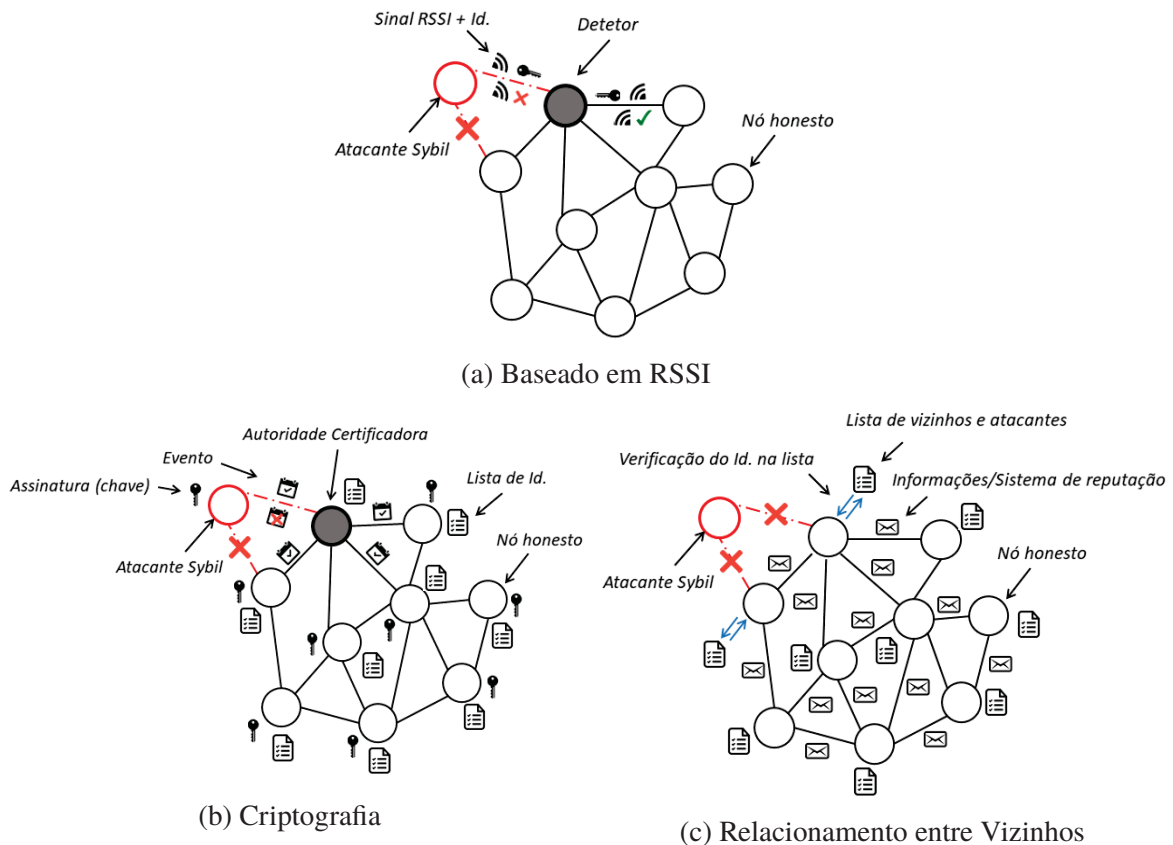 Sinal RSSI + Id.
Detetor
Nó honesto
Atacante Sybil
(a) Baseado em RSSI
Autoridade Certificadora
Evento
Assinatura (chave)
Lista de Id.
Nó honesto
Atacante Sybil
(b) Criptografia
Lista de vizinhos e atacantes
Verificação do Id. na lista
Informações/Sistema de reputação
Nó honesto
Atacante Sybil
(c) Relacionamento entre Vizinhos